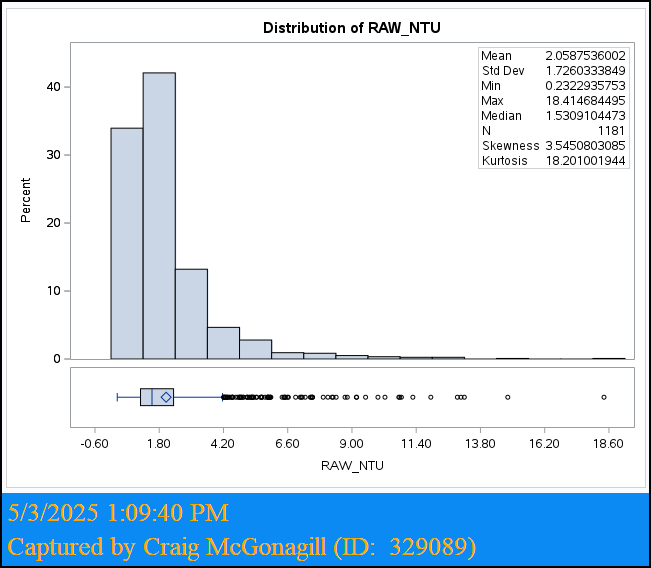 Distribution of RAW_NTU
Mean 2.0587536002
Std Dev 1.7260333849
Min 0.2322935753
Max 18.414684495
Median 1.5309104473
N 1181
Skewness 3.5450803085
Kurtosis 18.201001944
Percent
40
30
20
10
0
-0.60 1.80 4.20 6.60 9.00 11.40 13.80 16.20 18.60
RAW_NTU
5/3/2025 1:09:40 PM
Captured by Craig McGonagill (ID: 329089)